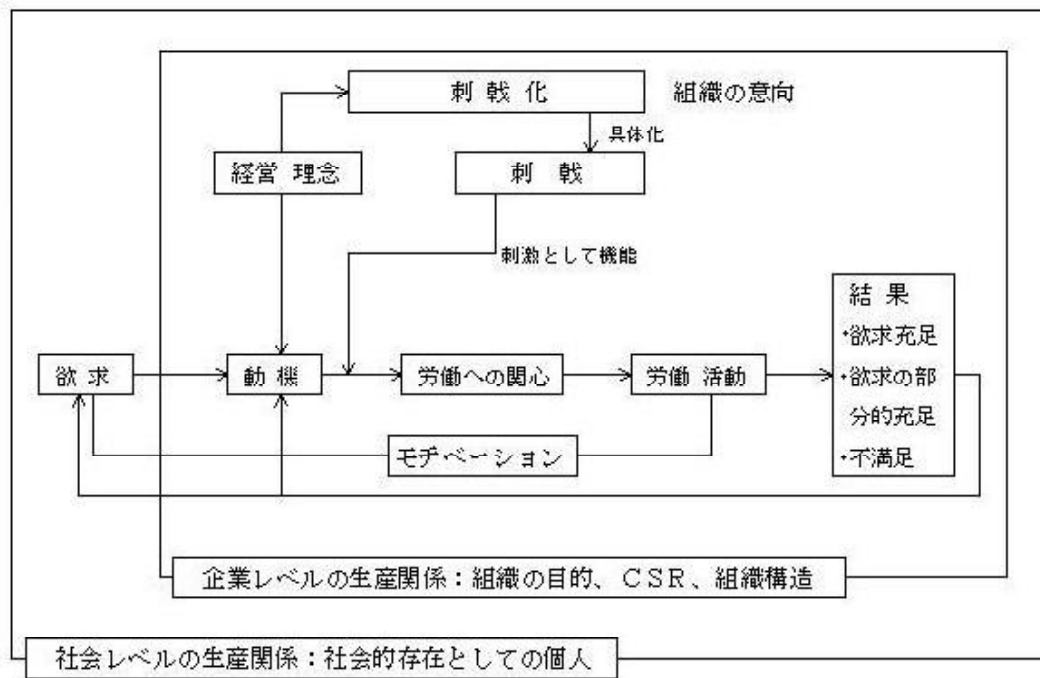 刺戟化
組織の意向
具体化
経営理念
刺戟
刺激として機能
結果
・欲求充足
・欲求の部
分的充足
・不満足
欲求
動機
労働への関心
労働活動
モチベーション
企業レベルの生産関係：組織の目的、ＣＳＲ、組織構造
社会レベルの生産関係：社会的存在としての個人